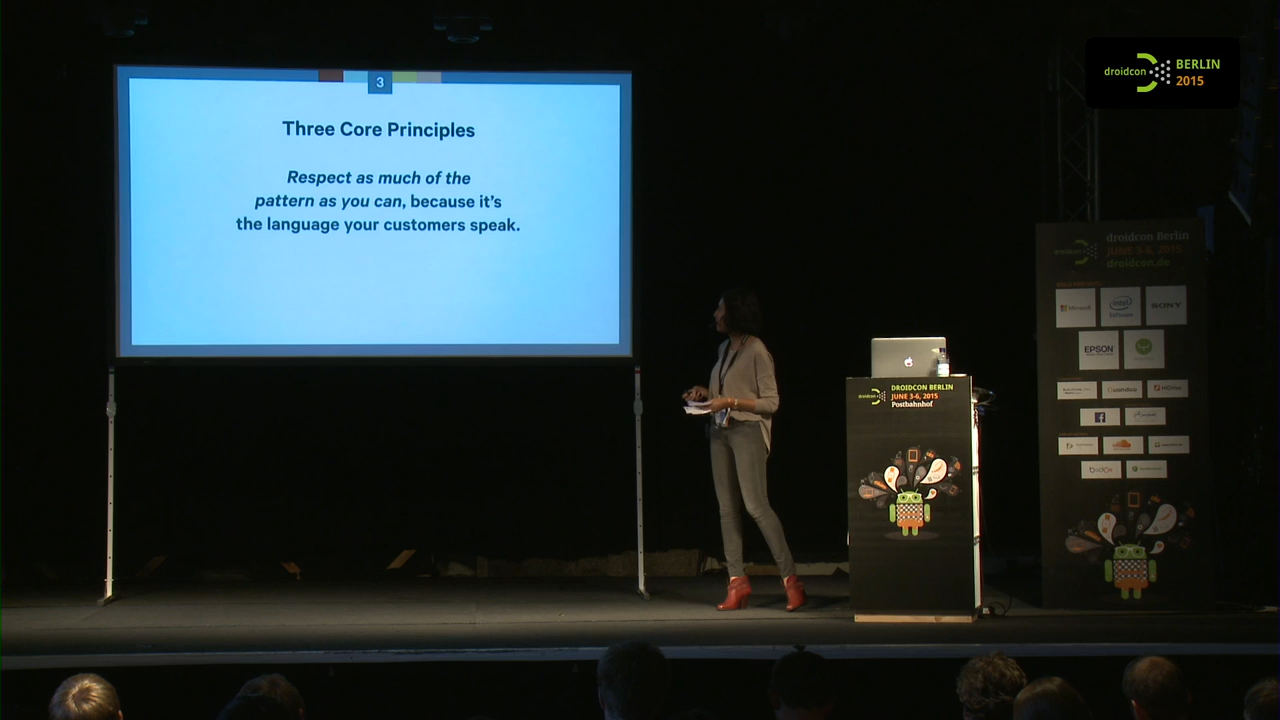 3
Three Core Principles
Respect as much of the
pattern as you can, because it's
the language your customers speak.
droidcon
BERLIN
2015
droidcon
DROIDCON BERLIN
JUNE 3-6, 2015
Postbahnhof
droidcon Berlin
JUNE 3-6, 2015
droidcon.de
Microsoft
intel
Software
SONY
EPSON